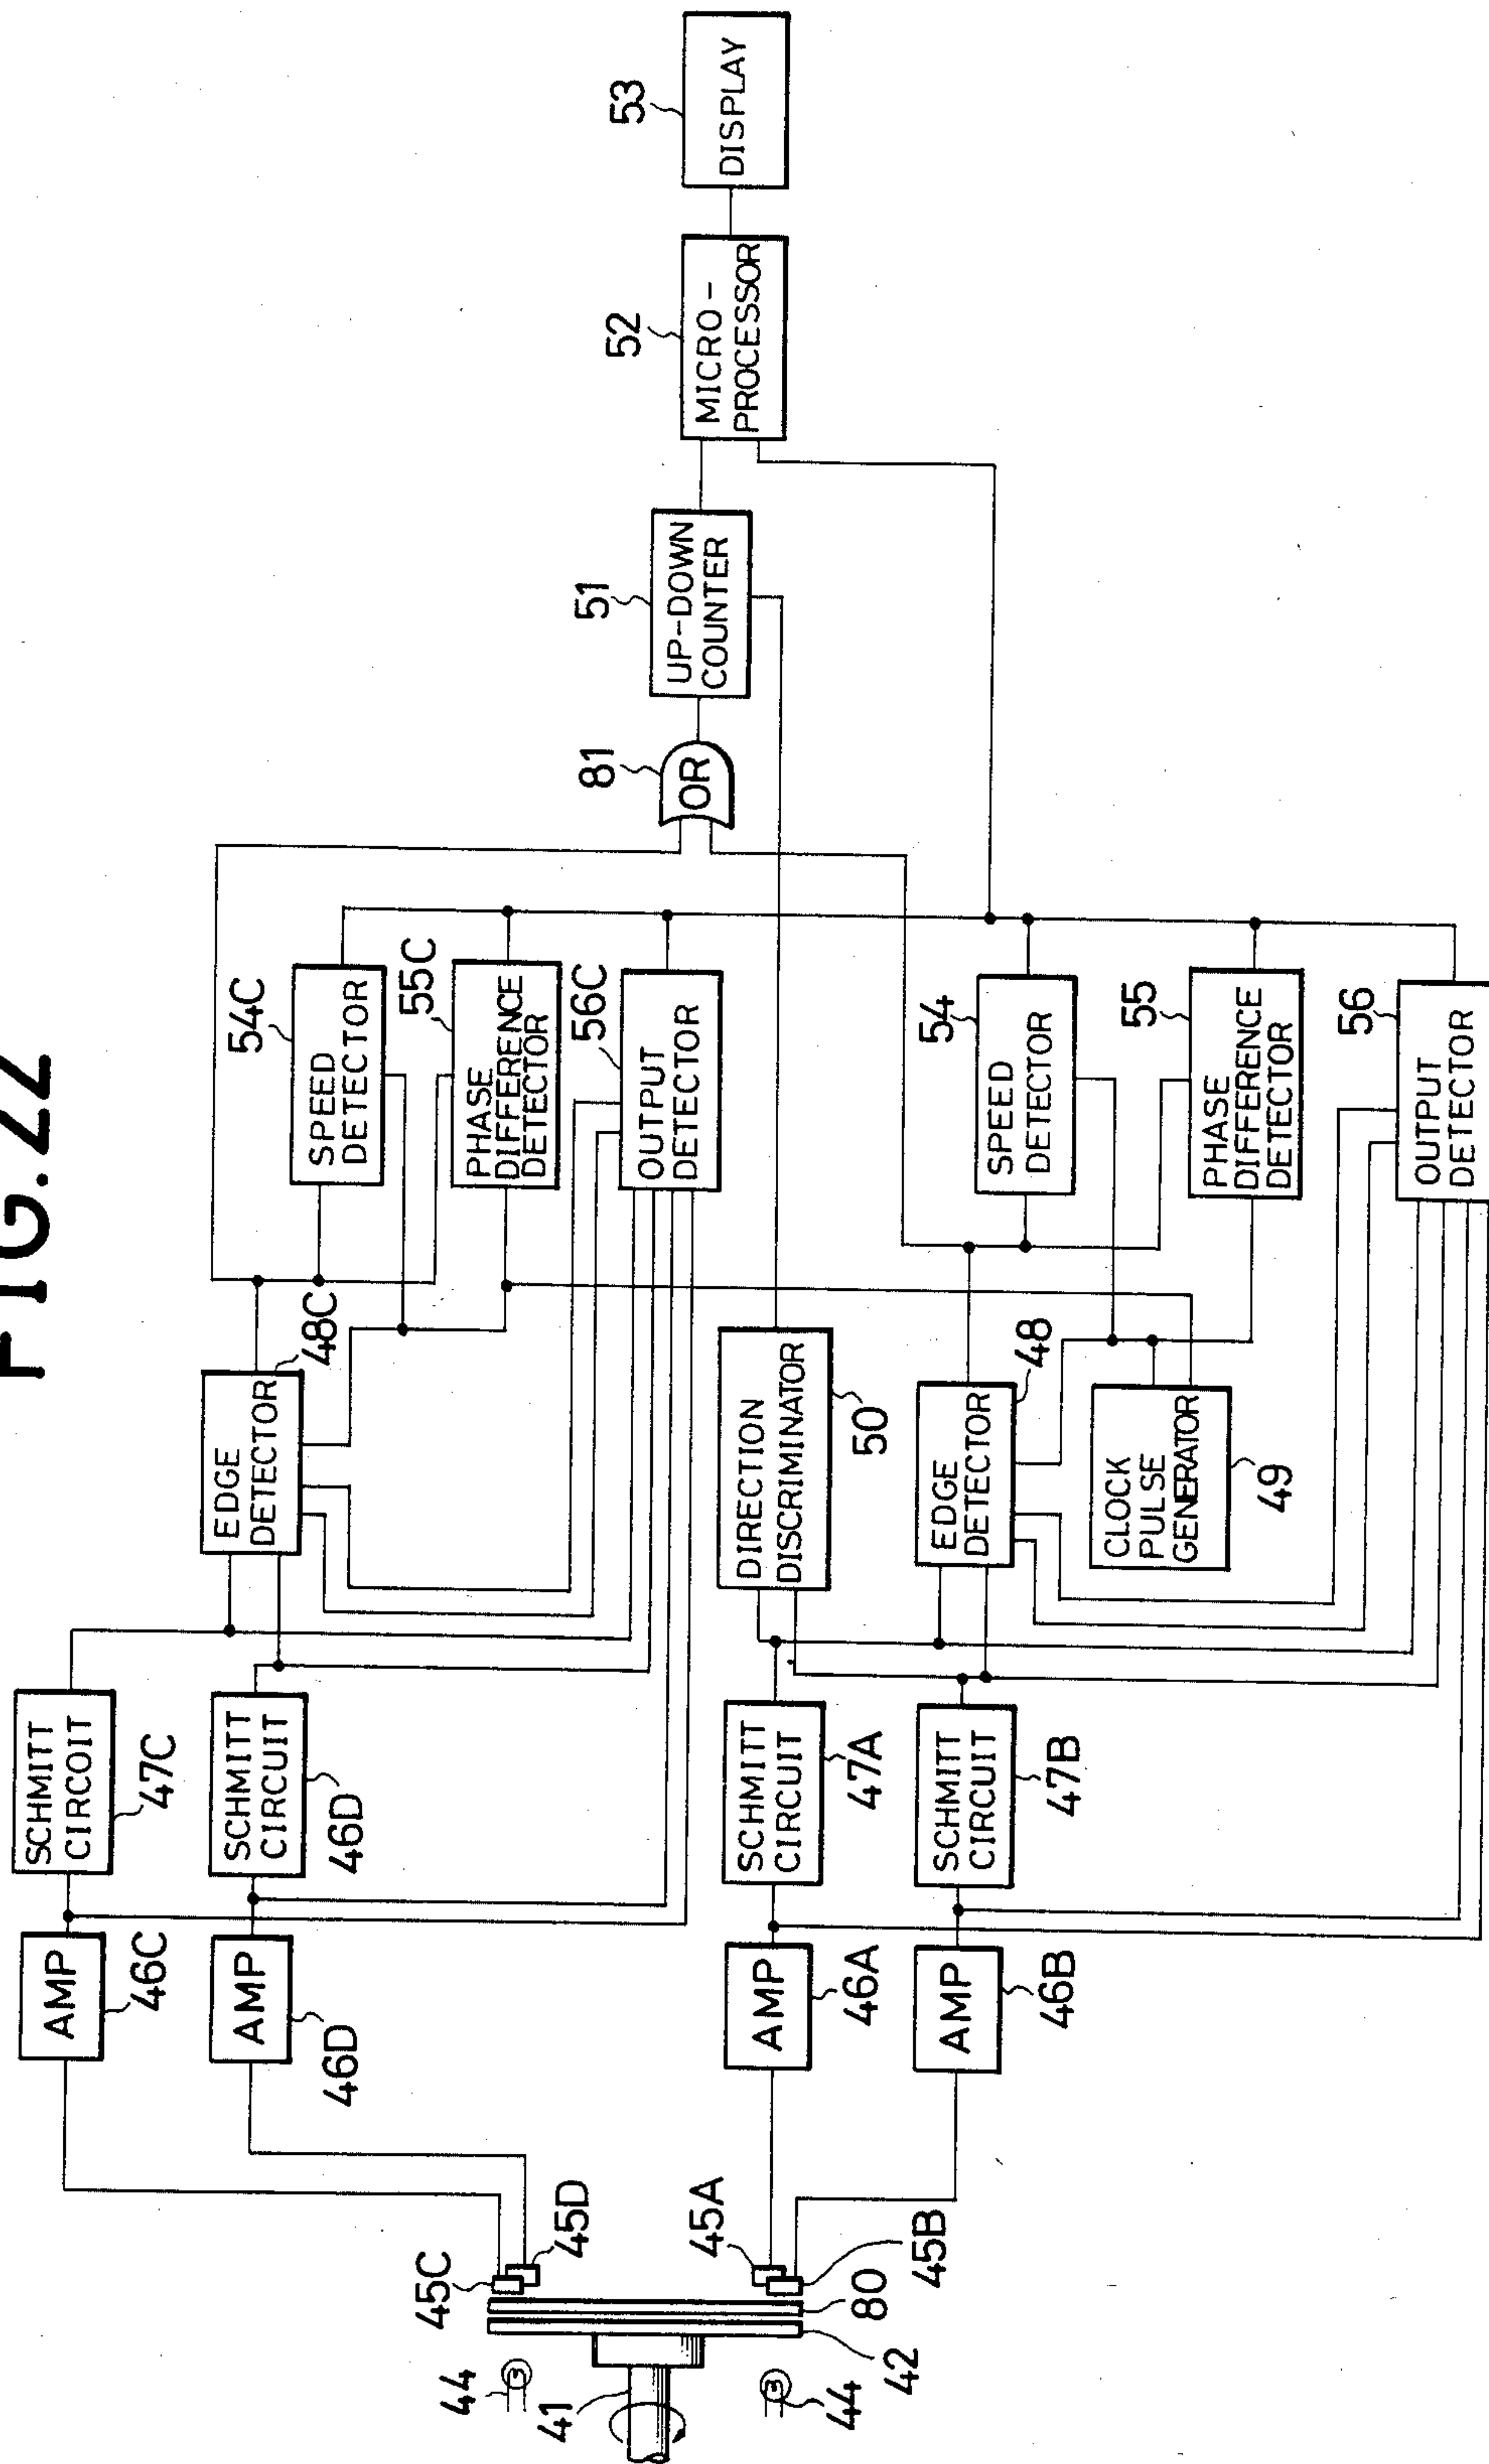 FIG. 22
AMP
46C
SCHMITT
CIRCOIT
47C
EDGE
DETECTOR
48C
SPEED
DETECTOR
54C
PHASE
DIFFERENCE
DETECTOR
55C
OUTPUT
DETECTOR
56C
AMP
46D
SCHMITT
CIRCUIT
46D
OR
81
UP-DOWN
COUNTER
51
MICRO-
PROCESSOR
52
DISPLAY
53
44
41
45C
45D
45A
45B
80
42
44
AMP
46A
SCHMITT
CIRCUIT
47A
DIRECTION
DISCRIMINATOR
50
AMP
46B
SCHMITT
CIRCUIT
47B
EDGE
DETECTOR
48
CLOCK
PULSE
GENERATOR
49
SPEED
DETECTOR
54
PHASE
DIFFERENCE
DETECTOR
55
OUTPUT
DETECTOR
56